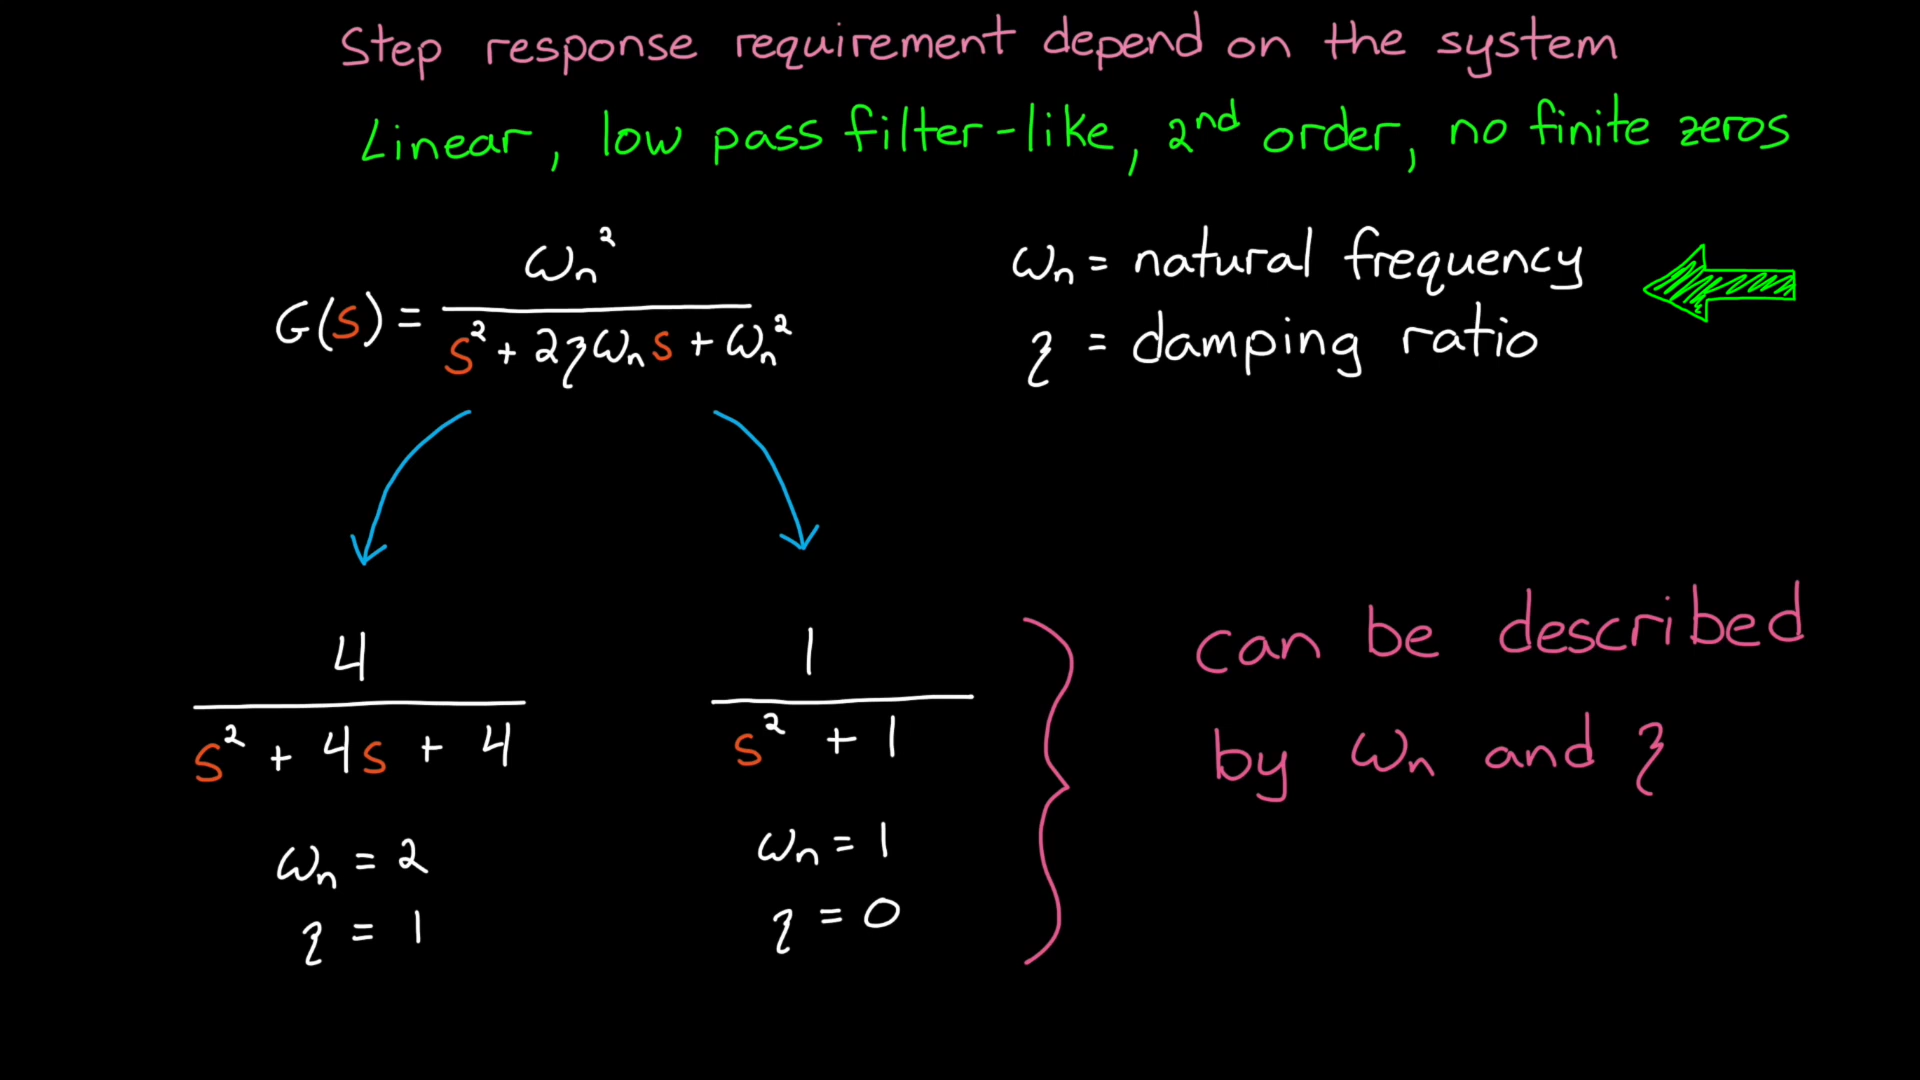 Step response requirement depend on the system
Linear, low pass filter-like, 2nd order, no finite zeros
G(s) = ωn² / (s² + 2ζωns + ωn²)
ωn = natural frequency
ζ = damping ratio
4 / (s² + 4s + 4)
ωn = 2
ζ = 1
1 / (s² + 1)
ωn = 1
ζ = 0
can be described
by ωn and ζ